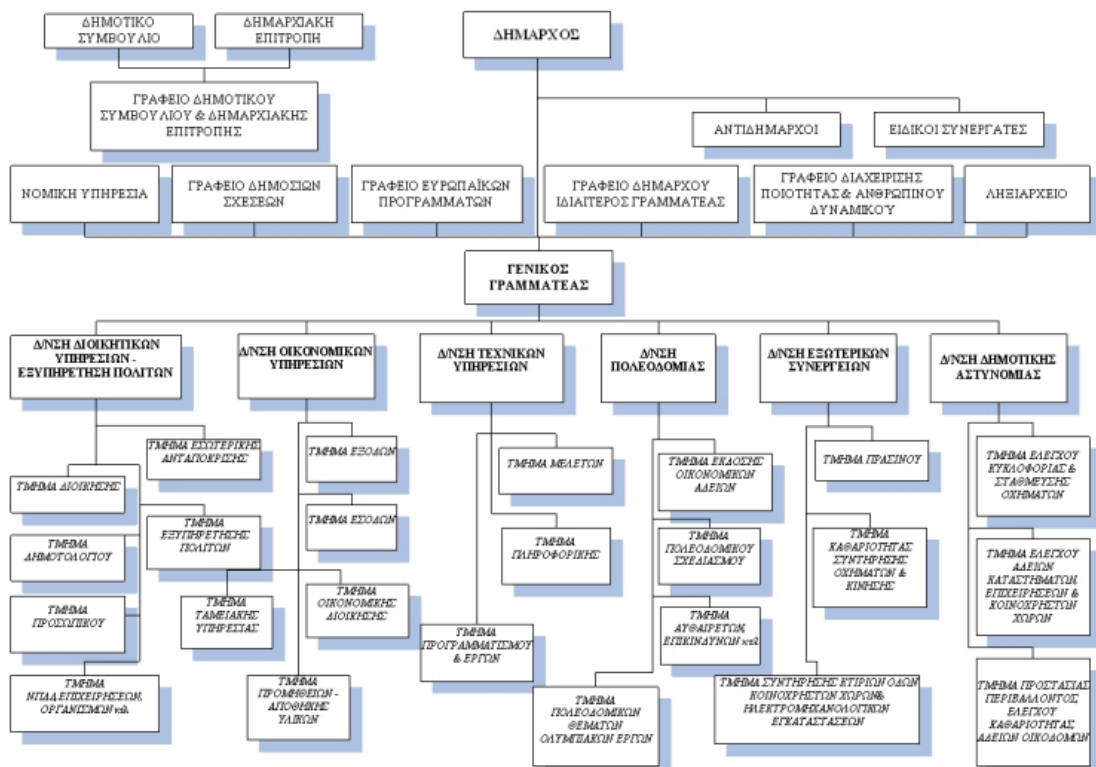 ΔΗΜΟΤΙΚΟ
ΣΥΜΒΟΥΛΙΟ
ΔΗΜΑΡΧΙΑΚΗ
ΕΠΙΤΡΟΠΗ
ΔΗΜΑΡΧΟΣ
ΓΡΑΦΕΙΟ ΔΗΜΟΤΙΚΟΥ
ΣΥΜΒΟΥΛΙΟΥ & ΔΗΜΑΡΧΙΑΚΗΣ
ΕΠΙΤΡΟΠΗΣ
ΑΝΤΙΔΗΜΑΡΧΟΙ
ΕΙΔΙΚΟΙ ΣΥΝΕΡΓΑΤΕΣ
ΝΟΜΙΚΗ ΥΠΗΡΕΣΙΑ
ΓΡΑΦΕΙΟ ΔΗΜΟΣΙΩΝ
ΣΧΕΣΕΩΝ
ΓΡΑΦΕΙΟ ΕΥΡΩΠΑΪΚΩΝ
ΠΡΟΓΡΑΜΜΑΤΩΝ
ΓΡΑΦΕΙΟ ΔΗΜΑΡΧΟΥ
ΙΔΙΑΙΤΕΡΟΣ ΓΡΑΜΜΑΤΕΑΣ
ΓΡΑΦΕΙΟ ΔΙΑΧΕΙΡΙΣΗΣ
ΠΟΙΟΤΗΤΑΣ & ΑΝΘΡΩΠΙΝΟΥ
ΔΥΝΑΜΙΚΟΥ
ΛΗΞΙΑΡΧΕΙΟ
ΓΕΝΙΚΟΣ
ΓΡΑΜΜΑΤΕΑΣ
Δ/ΝΣΗ ΔΙΟΙΚΗΤΙΚΩΝ
ΥΠΗΡΕΣΙΩΝ -
ΕΞΥΠΗΡΕΤΗΣΗ ΠΟΛΙΤΩΝ
Δ/ΝΣΗ ΟΙΚΟΝΟΜΙΚΩΝ
ΥΠΗΡΕΣΙΩΝ
Δ/ΝΣΗ ΤΕΧΝΙΚΩΝ
ΥΠΗΡΕΣΙΩΝ
Δ/ΝΣΗ
ΠΟΛΕΟΔΟΜΙΑΣ
Δ/ΝΣΗ ΕΞΩΤΕΡΙΚΩΝ
ΣΥΝΕΡΓΕΙΩΝ
Δ/ΝΣΗ ΔΗΜΟΤΙΚΗΣ
ΑΣΤΥΝΟΜΙΑΣ
ΤΜΗΜΑ ΕΣΩΤΕΡΙΚΗΣ
ΑΝΤΑΠΟΚΡΙΣΗΣ
ΤΜΗΜΑ ΔΙΟΙΚΗΣΗΣ
ΤΜΗΜΑ
ΕΞΥΠΗΡΕΤΗΣΗΣ
ΠΟΛΙΤΩΝ
ΤΜΗΜΑ
ΔΗΜΟΤΟΛΟΓΙΟΥ
ΤΜΗΜΑ
ΠΡΟΣΩΠΙΚΟΥ
ΤΜΗΜΑ
ΝΠΔΔ ΕΠΙΧΕΙΡΗΣΕΩΝ,
ΟΡΓΑΝΙΣΜΩΝ κτλ
ΤΜΗΜΑ ΕΞΟΔΩΝ
ΤΜΗΜΑ ΕΣΟΔΩΝ
ΤΜΗΜΑ
ΤΑΜΕΙΑΚΗΣ
ΥΠΗΡΕΣΙΑΣ
ΤΜΗΜΑ
ΟΙΚΟΝΟΜΙΚΗΣ
ΔΙΟΙΚΗΣΗΣ
ΤΜΗΜΑ
ΠΡΟΜΗΘΕΙΩΝ -
ΑΠΟΘΗΚΗΣ
ΥΛΙΚΩΝ
ΤΜΗΜΑ ΜΕΛΕΤΩΝ
ΤΜΗΜΑ
ΠΛΗΡΟΦΟΡΙΚΗΣ
ΤΜΗΜΑ
ΠΡΟΓΡΑΜΜΑΤΙΣΜΟΥ
& ΕΡΓΩΝ
ΤΜΗΜΑ ΕΚΔΟΣΗΣ
ΟΙΚΟΝΟΜΙΚΩΝ
ΑΔΕΙΩΝ
ΤΜΗΜΑ
ΠΟΛΕΟΔΟΜΙΚΟΥ
ΣΧΕΔΙΑΣΜΟΥ
ΤΜΗΜΑ
ΑΥΘΑΙΡΕΤΩΝ,
ΕΠΙΚΙΝΔΥΝΩΝ κτλ
ΤΜΗΜΑ
ΠΟΛΕΟΔΟΜΙΚΩΝ
ΘΕΜΑΤΩΝ
ΟΛΥΜΠΙΑΚΩΝ ΕΡΓΩΝ
ΤΜΗΜΑ ΠΡΑΣΙΝΟΥ
ΤΜΗΜΑ
ΚΑΘΑΡΙΟΤΗΤΑΣ
ΣΥΝΤΗΡΗΣΗΣ
ΟΧΗΜΑΤΩΝ &
ΚΙΝΗΣΗΣ
ΤΜΗΜΑ ΣΥΝΤΗΡΗΣΗΣ ΚΤΙΡΙΩΝ ΟΔΩΝ
ΚΟΙΝΟΧΡΗΣΤΩΝ ΧΩΡΩΝ&
ΗΛΕΚΤΡΟΜΗΧΑΝΟΛΟΓΙΚΩΝ
ΕΓΚΑΤΑΣΤΑΣΕΩΝ
ΤΜΗΜΑ ΕΛΕΓΧΟΥ
ΚΥΚΛΟΦΟΡΙΑΣ &
ΣΤΑΘΜΕΥΣΗΣ
ΟΧΗΜΑΤΩΝ
ΤΜΗΜΑ ΕΛΕΓΧΟΥ
ΑΔΕΙΩΝ
ΚΑΤΑΣΤΗΜΑΤΩΝ,
ΕΠΙΧΕΙΡΗΣΕΩΝ &
ΚΟΙΝΟΧΡΗΣΤΩΝ
ΧΩΡΩΝ
ΤΜΗΜΑ ΠΡΟΣΤΑΣΙΑΣ
ΠΕΡΙΒΑΛΛΟΝΤΟΣ,
ΕΛΕΓΧΟΥ
ΚΑΘΑΡΙΟΤΗΤΑΣ,
ΑΔΕΙΩΝ ΟΙΚΟΔΟΜΩΝ